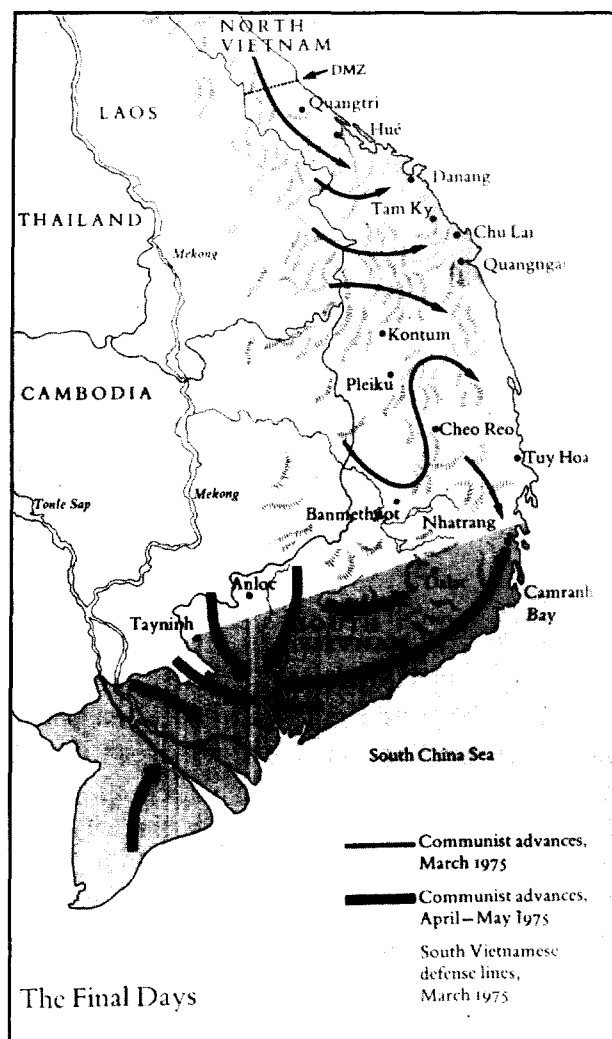 NORTH
VIETNAM
DMZ
Quangtri
LAOS
Hué
Danang
THAILAND
Tam Ky
Chu Lai
Mekong
Quangngai
Kontum
CAMBODIA
Pleiku
Cheo Reo
Tuy Hoa
Tonle Sap
Mekong
Banmethuot
Nhatrang
Anloc
Camranh
Bay
Tayninh
South China Sea
Communist advances,
March 1975
Communist advances,
April–May 1975
South Vietnamese
defense lines,
March 1975
The Final Days